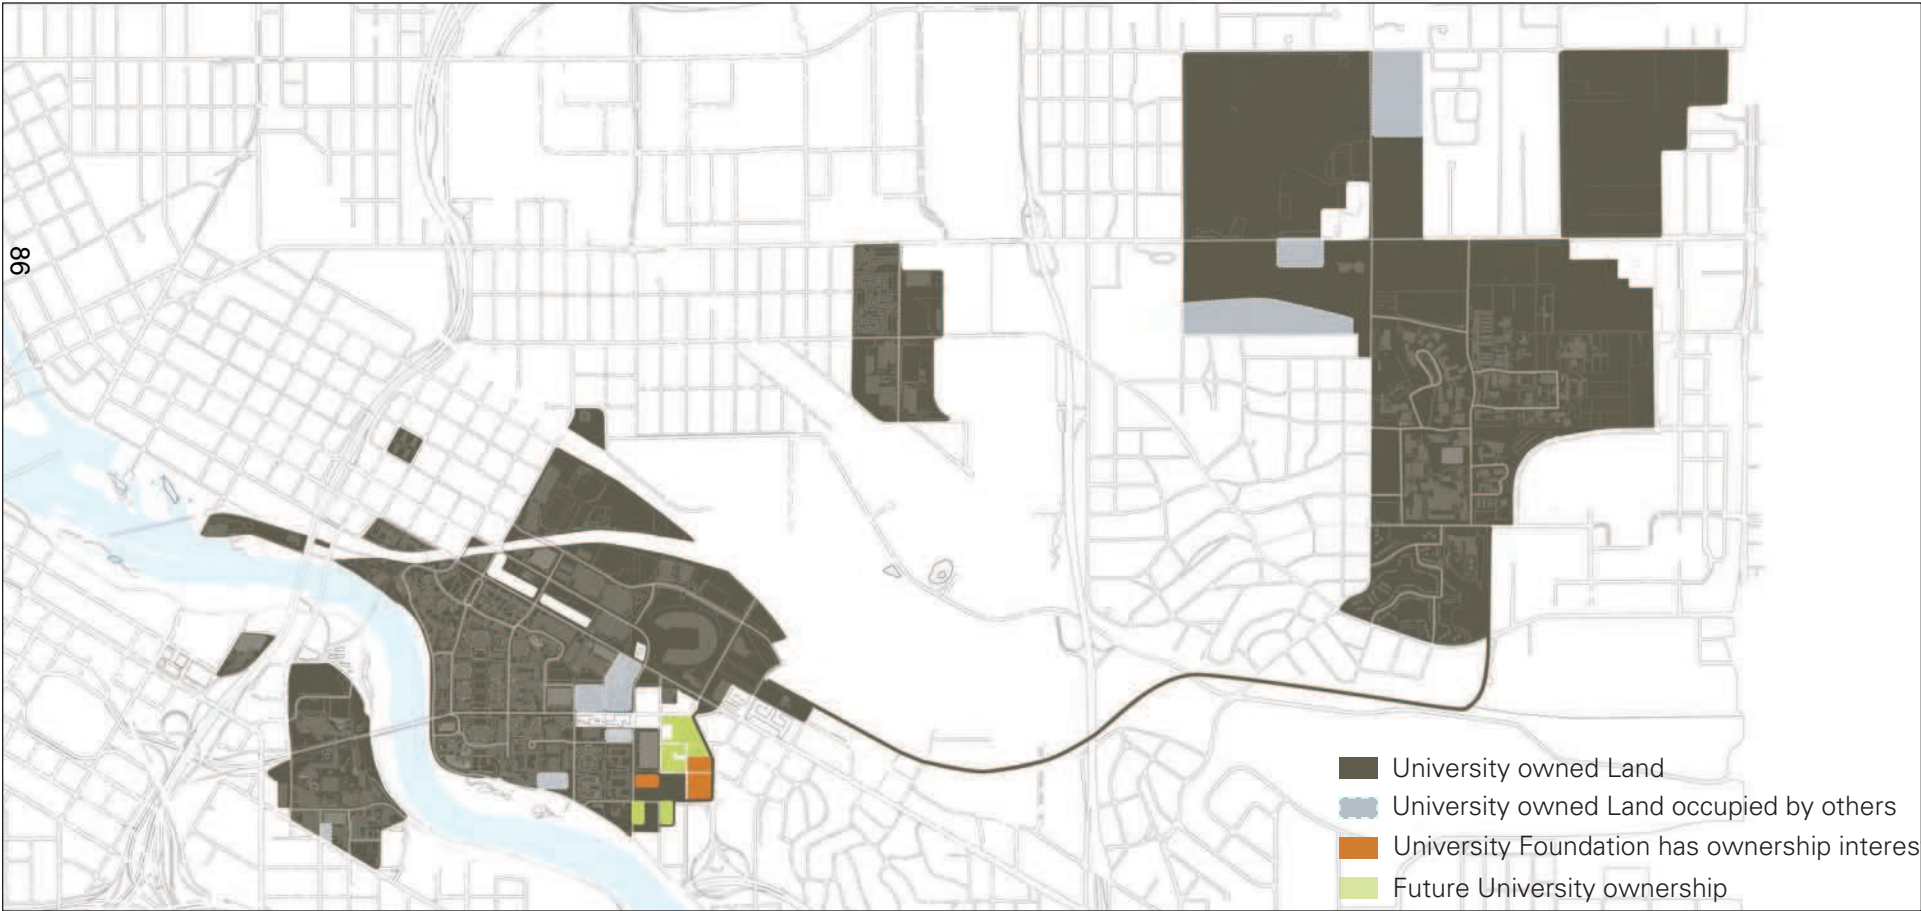 86
University owned Land
University owned Land occupied by others
University Foundation has ownership interes
Future University ownership